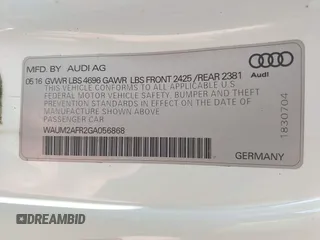 MFD. BY AUDI AG
05 16 GVWR LBS 4696 GAWR LBS FRONT 2425 /REAR 2381
THIS VEHICLE CONFORMS TO ALL APPLICABLE U.S.
FEDERAL MOTOR VEHICLE SAFETY, BUMPER, AND
THEFT PREVENTION STANDARDS IN EFFECT ON THE
DATE OF MANUFACTURE SHOWN ABOVE.
PASSENGER CAR
WAUM2AFR2GA056868
Audi
1830704
GERMANY
DREAMBID